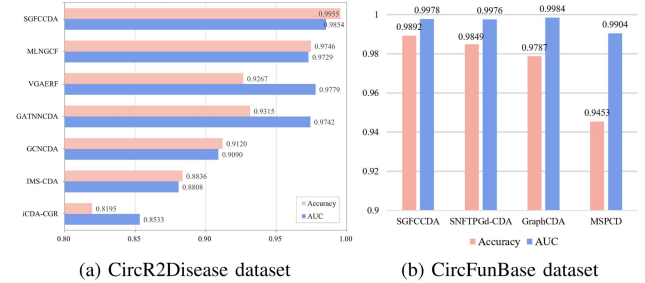 SGFCCDA
0.9955
0.9854
MLNGCF
0.9746
0.9729
VGAERF
0.9267
0.9779
GATNNCDA
0.9315
0.9742
GCNCDA
0.9120
0.9090
IMS-CDA
0.8836
0.8808
iCDA-CGR
0.8195
0.8533
Accuracy
AUC
0.80 0.85 0.90 0.95 1.00
(a) CircR2Disease dataset
1
0.98
0.96
0.94
0.92
0.9
0.9892 0.9978
0.9849 0.9976
0.9787 0.9984
0.9453 0.9904
SGFCCDA SNFTPGd-CDA GraphCDA MSPCD
Accuracy AUC
(b) CircFunBase dataset